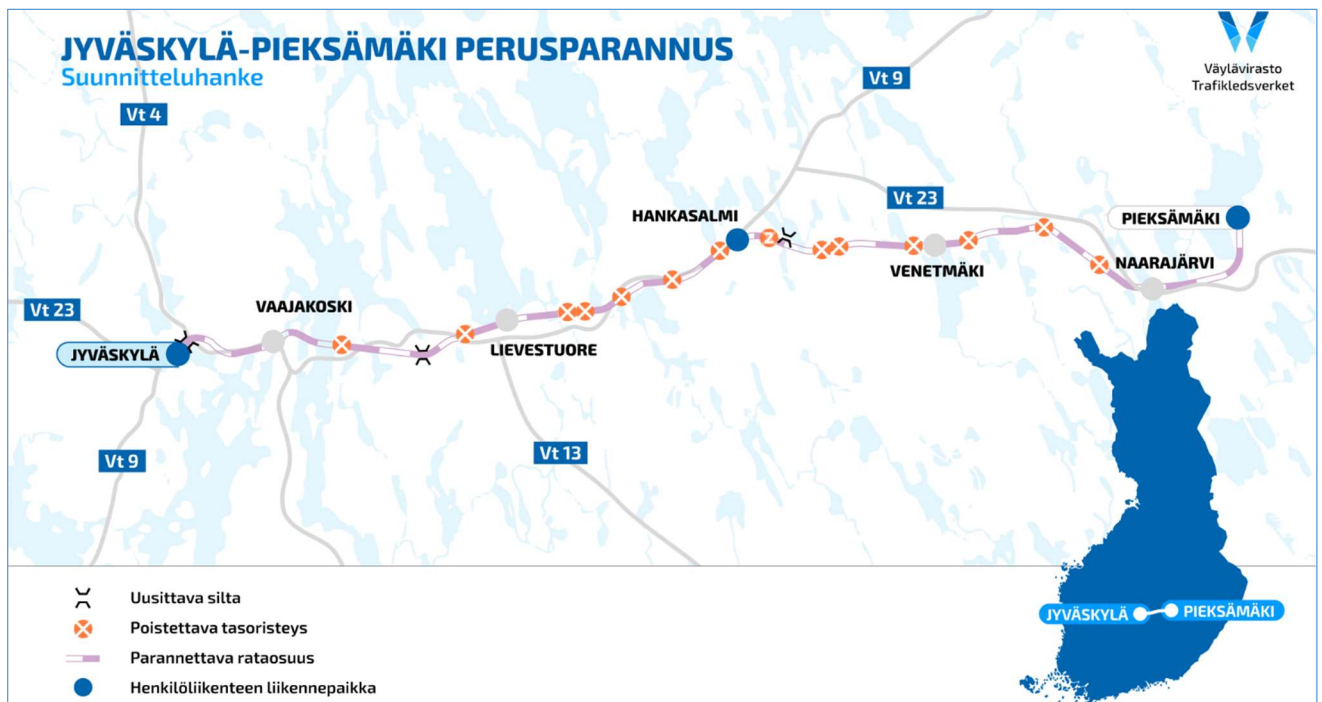 JYVÄSKYLÄ-PIEKSÄMÄKI PERUSPARANNUS
Suunnitteluhanke
Väylävirasto
Trafikledsverket
Vt 4
Vt 9
Vt 23
HANKASALMI
PIEKSÄMÄKI
VENETMÄKI
NAARAJÄRVI
Vt 23
VAAJAKOSKI
JYVÄSKYLÄ
LIEVESTUORE
Vt 9
Vt 13
2
Uusittava silta
Poistettava tasoristeys
Parannettava rataosuus
Henkilöliikenteen liikennepaikka
JYVÄSKYLÄ
PIEKSÄMÄKI